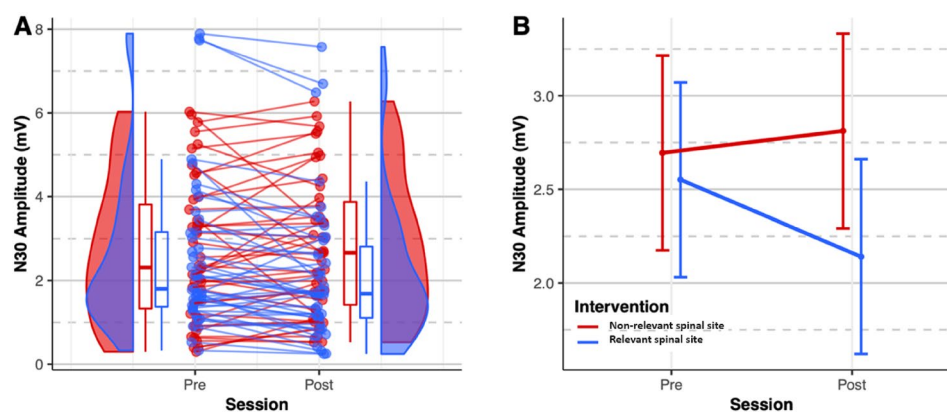 A
N30 Amplitude (mV)
8
6
4
2
0
Pre
Post
Session
B
N30 Amplitude (mV)
3.0
2.5
2.0
Intervention
Non-relevant spinal site
Relevant spinal site
Pre
Post
Session